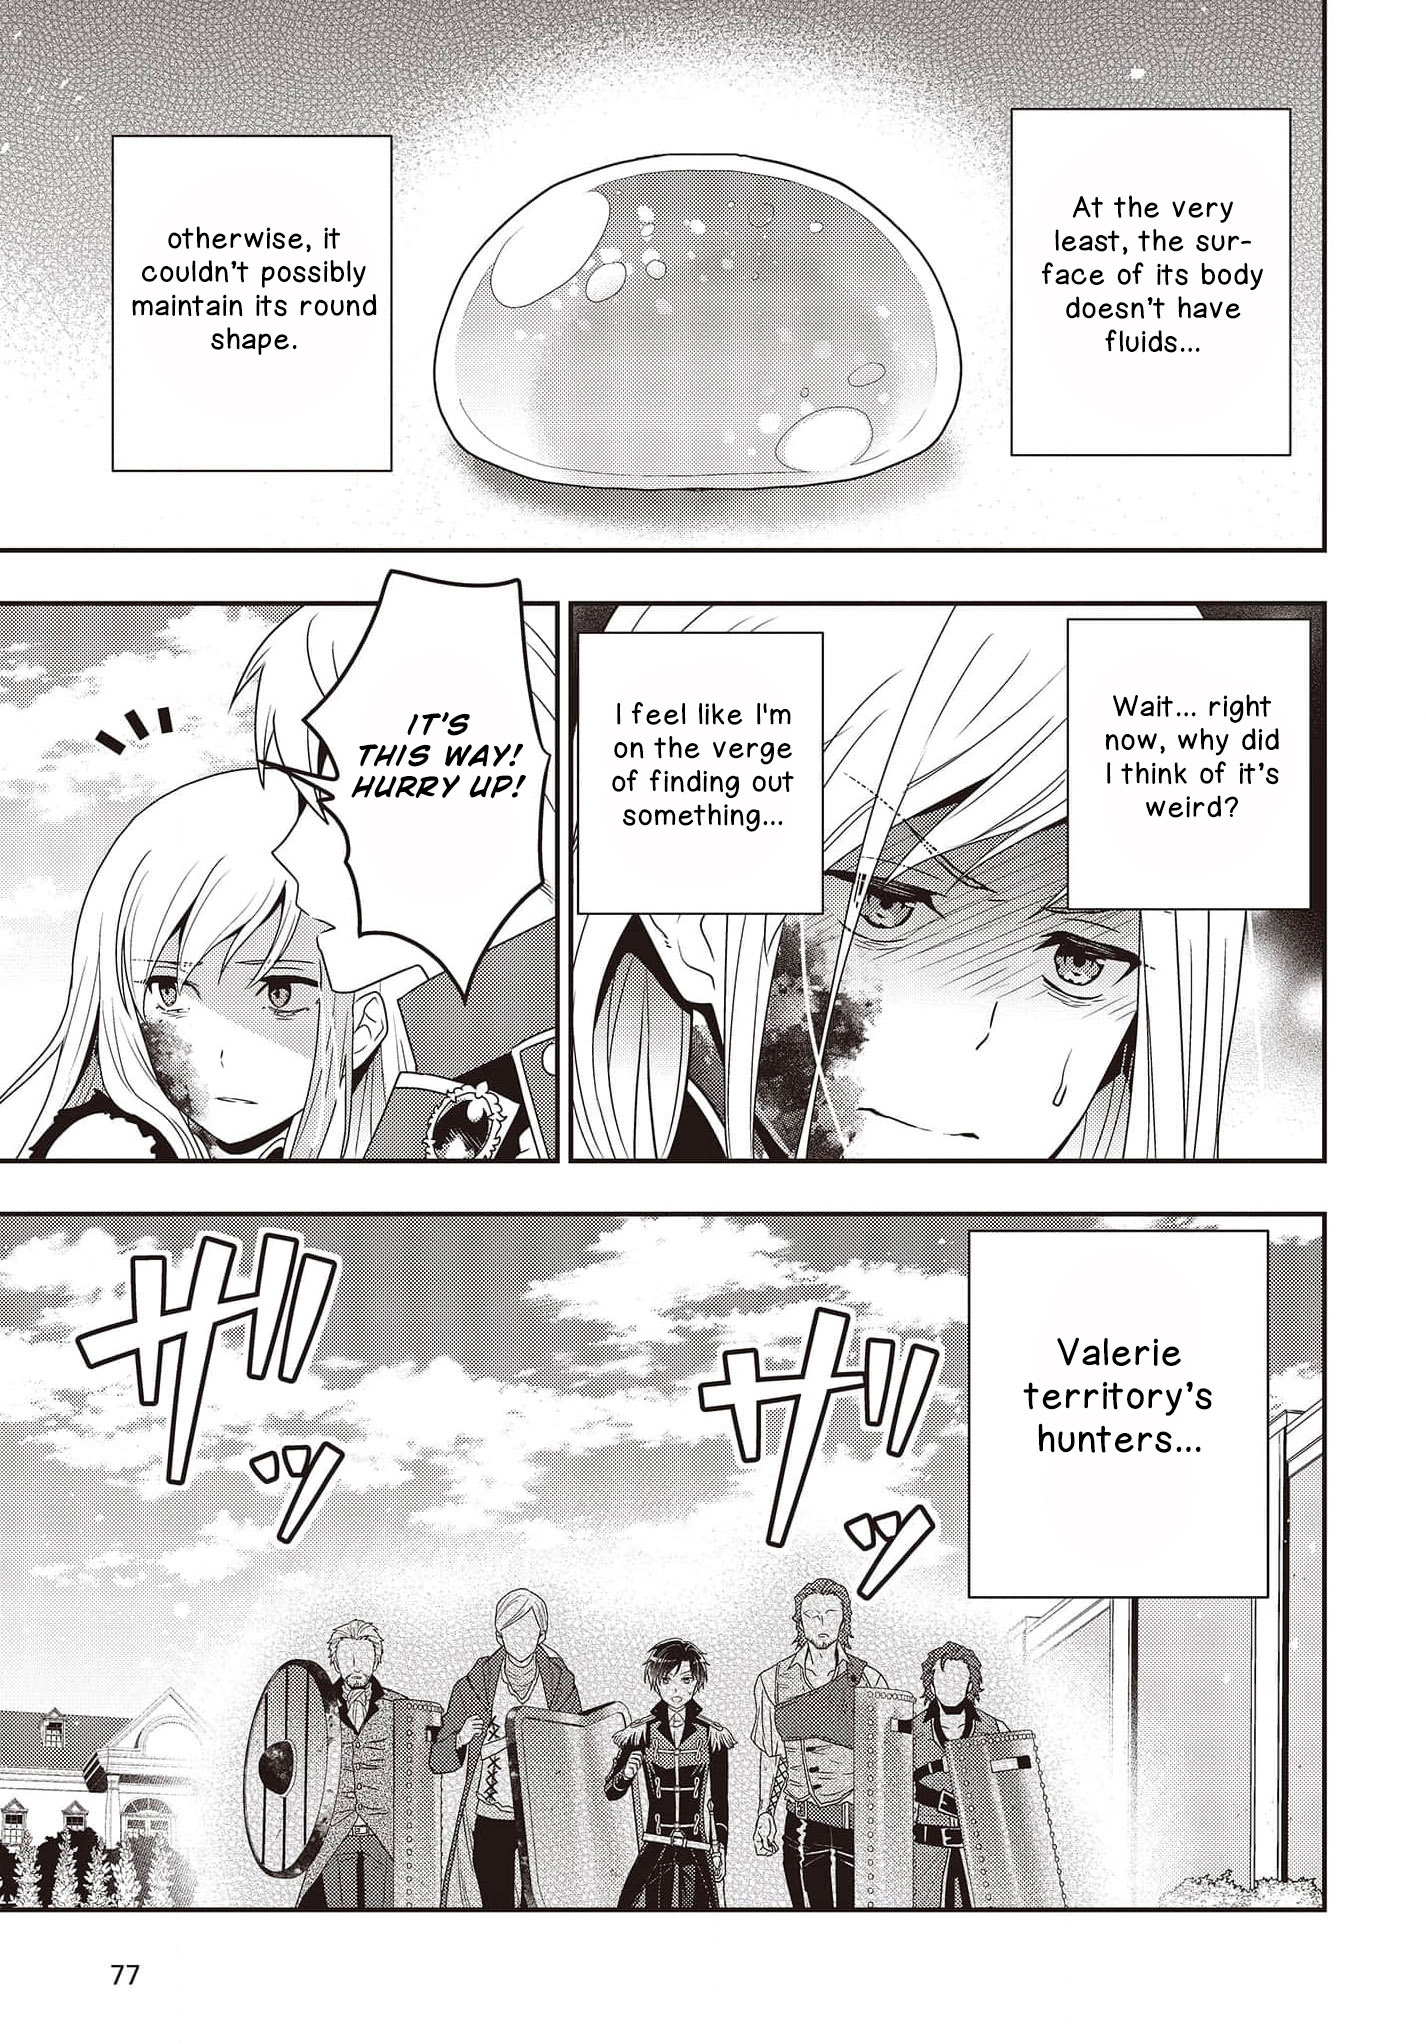 At the very
least, the sur-
face of its body
doesn't have
fluids...
otherwise, it
couldn't possibly
maintain its round
shape.
Wait... right
now, why did
I think of it's
weird?
I feel like I'm
on the verge
of finding out
something...
IT'S
THIS WAY!
HURRY UP!
Valerie
territory's
hunters...
ザッ
ザッ
77